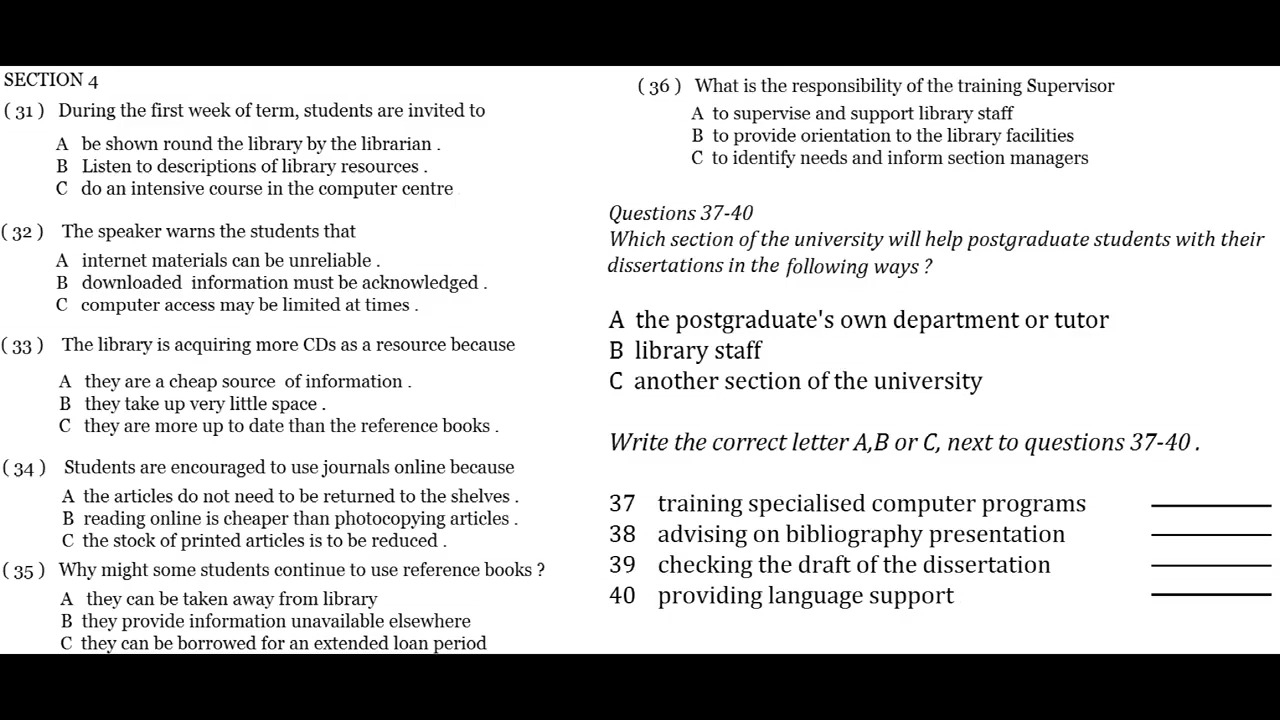 SECTION 4
( 31 ) During the first week of term, students are invited to
A be shown round the library by the librarian .
B Listen to descriptions of library resources .
C do an intensive course in the computer centre
( 32 ) The speaker warns the students that
A internet materials can be unreliable .
B downloaded information must be acknowledged .
C computer access may be limited at times .
( 33 ) The library is acquiring more CDs as a resource because
A they are a cheap source of information .
B they take up very little space .
C they are more up to date than the reference books .
( 34 ) Students are encouraged to use journals online because
A the articles do not need to be returned to the shelves .
B reading online is cheaper than photocopying articles .
C the stock of printed articles is to be reduced .
( 35 ) Why might some students continue to use reference books ?
A they can be taken away from library
B they provide information unavailable elsewhere
C they can be borrowed for an extended loan period
( 36 ) What is the responsibility of the training Supervisor
A to supervise and support library staff
B to provide orientation to the library facilities
C to identify needs and inform section managers
Questions 37-40
Which section of the university will help postgraduate students with their
dissertations in the following ways ?
A the postgraduate's own department or tutor
B library staff
C another section of the university
Write the correct letter A,B or C, next to questions 37-40 .
37 training specialised computer programs
38 advising on bibliography presentation
39 checking the draft of the dissertation
40 providing language support